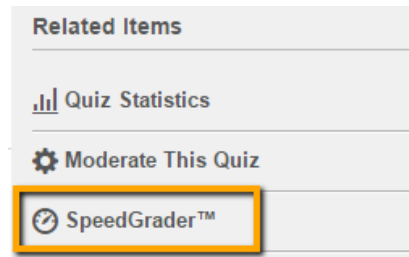 Related Items
Quiz Statistics
Moderate This Quiz
SpeedGrader™